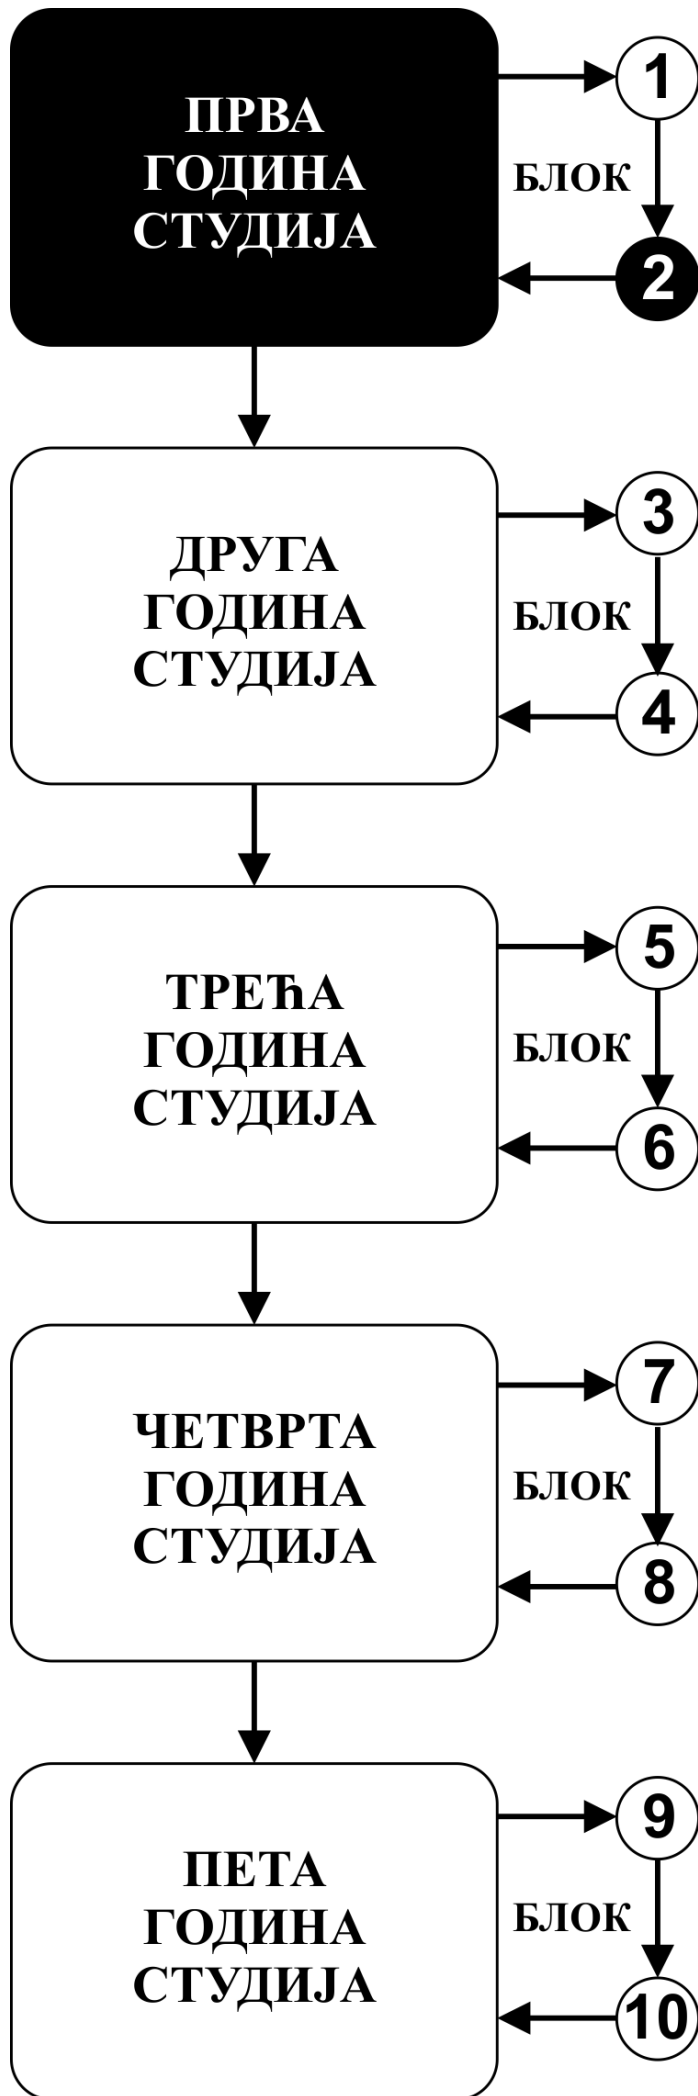 ПРВА
ГОДИНА
СТУДИЈА
1
БЛОК
2
ДРУГА
ГОДИНА
СТУДИЈА
3
БЛОК
4
ТРЕЋА
ГОДИНА
СТУДИЈА
5
БЛОК
6
ЧЕТВРТА
ГОДИНА
СТУДИЈА
7
БЛОК
8
ПЕТА
ГОДИНА
СТУДИЈА
9
БЛОК
10